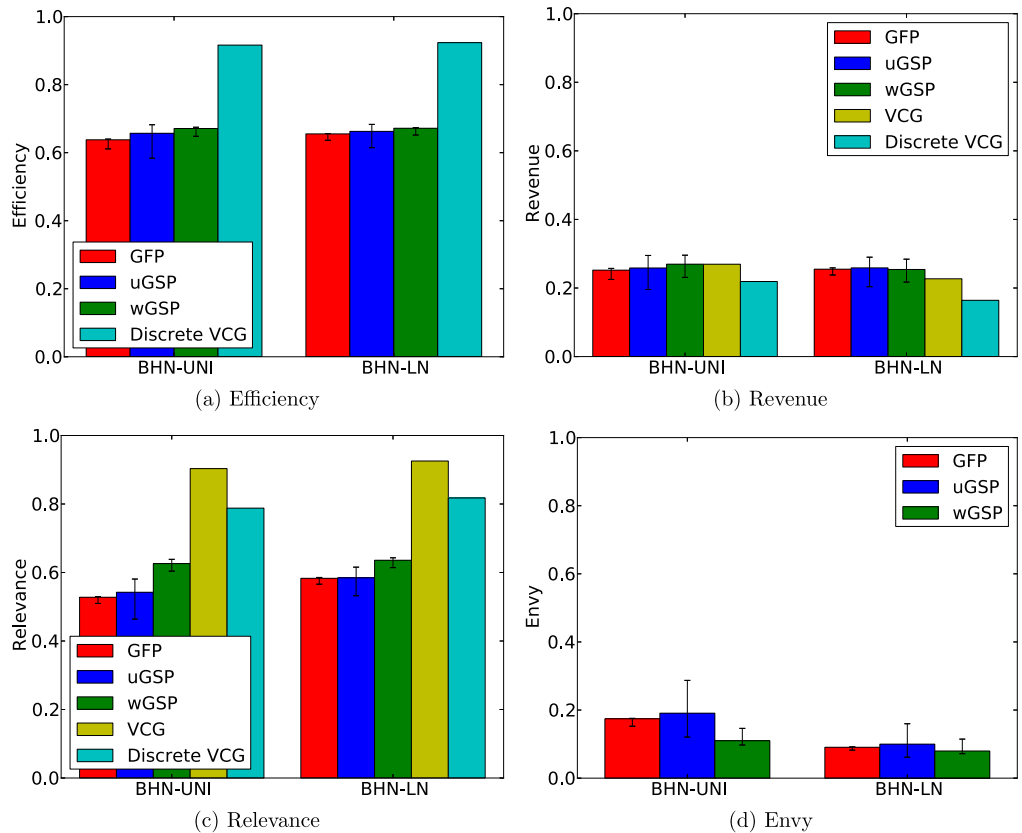 1.0
0.8
0.6
0.4
0.2
0.0
Efficiency
GFP
uGSP
wGSP
Discrete VCG
BHN-UNI
BHN-LN
(a) Efficiency
1.0
0.8
0.6
0.4
0.2
0.0
Revenue
GFP
uGSP
wGSP
VCG
Discrete VCG
BHN-UNI
BHN-LN
(b) Revenue
1.0
0.8
0.6
0.4
0.2
0.0
Relevance
GFP
uGSP
wGSP
VCG
Discrete VCG
BHN-UNI
BHN-LN
(c) Relevance
1.0
0.8
0.6
0.4
0.2
0.0
Envy
GFP
uGSP
wGSP
BHN-UNI
BHN-LN
(d) Envy